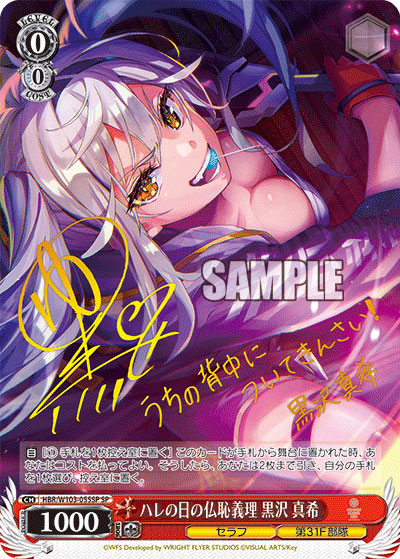 LEVEL
0
0
COST
SAMPLE
うちの背中に
ついてきんさい!
黒沢真希
自【① 手札を1枚控え室に置く】このカードが手札から舞台に置かれた時、あ
なたはコストを払ってよい。そうしたら、あなたは2枚まで引き、自分の手札
を1枚選び、控え室に置く。
CH HBR/W103-055SP SP
1000
ハレの日の仏恥義理 黒沢 真希
セラフ
第31F部隊
©WFS Developed by WRIGHT FLYER STUDIOS ©VISUAL ARTS/Key